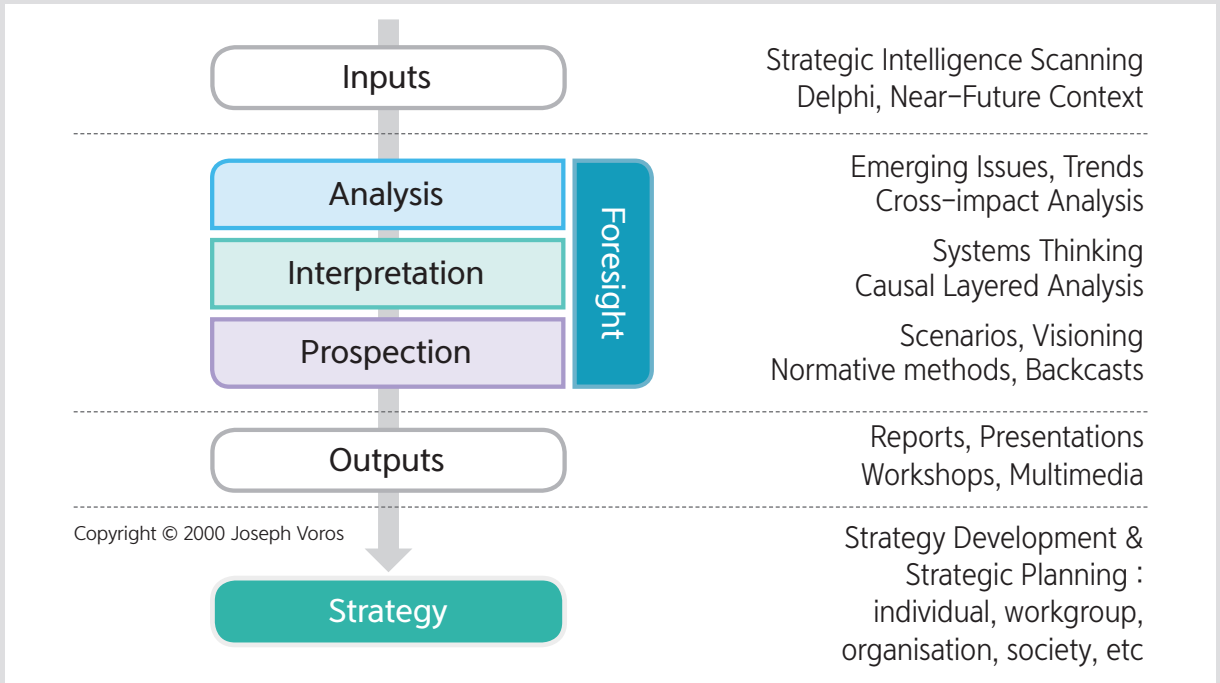 Inputs
Strategic Intelligence Scanning
Delphi, Near-Future Context
Analysis
Emerging Issues, Trends
Cross-impact Analysis
Interpretation
Systems Thinking
Causal Layered Analysis
Prospection
Scenarios, Visioning
Normative methods, Backcasts
Foresight
Outputs
Reports, Presentations
Workshops, Multimedia
Copyright © 2000 Joseph Voros
Strategy
Strategy Development &
Strategic Planning :
individual, workgroup,
organisation, society, etc